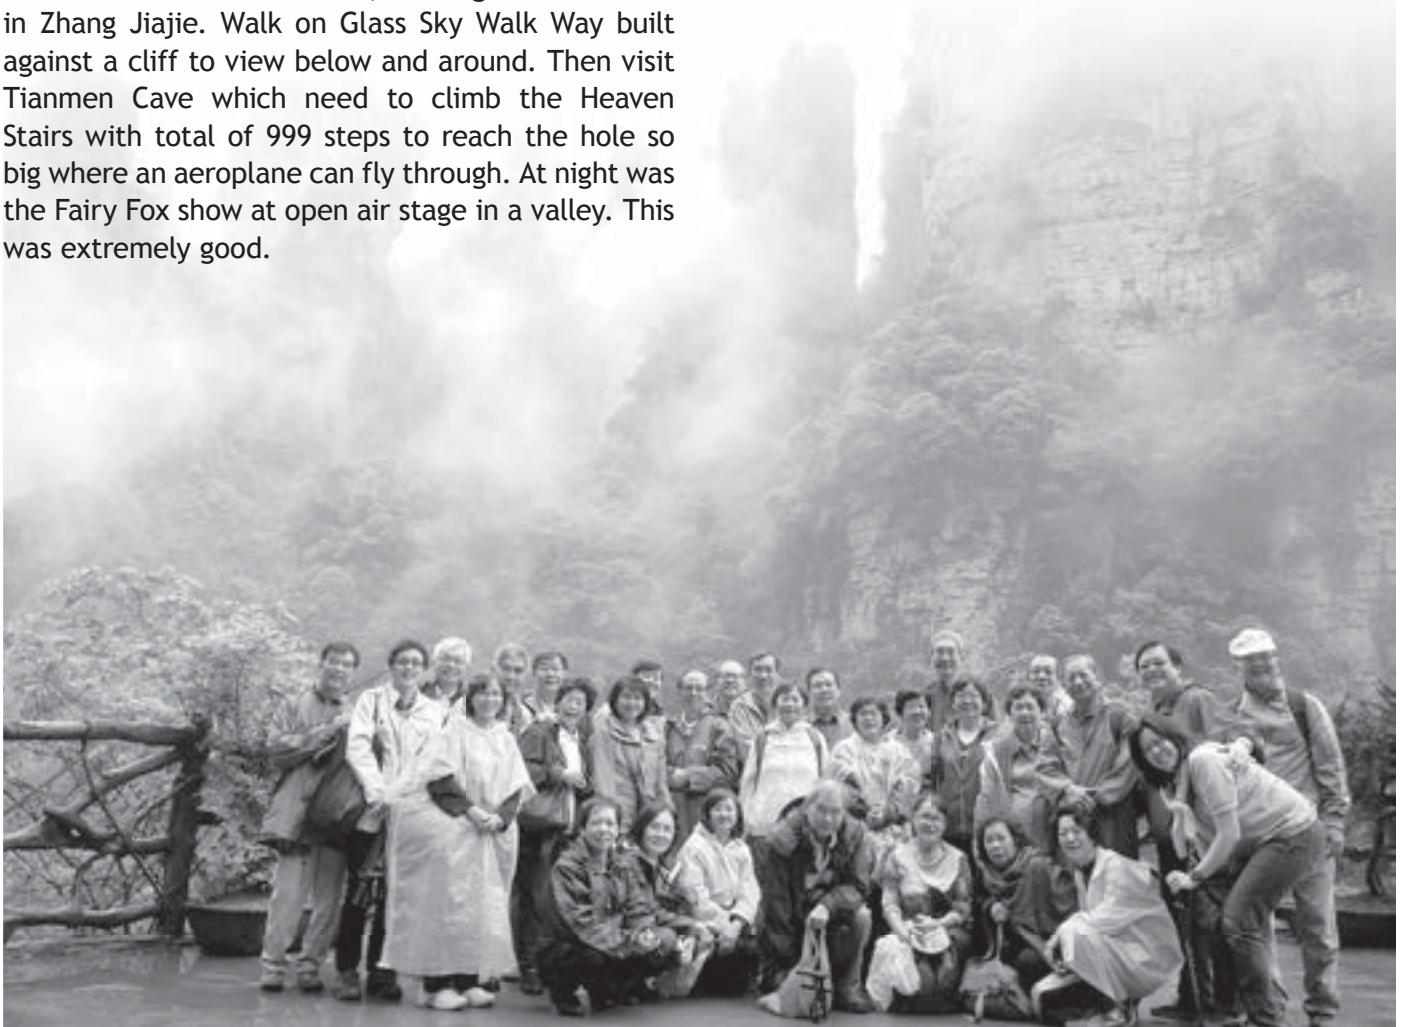 in Zhang Jiajie. Walk on Glass Sky Walk Way built
against a cliff to view below and around. Then visit
Tianmen Cave which need to climb the Heaven
Stairs with total of 999 steps to reach the hole so
big where an aeroplane can fly through. At night was
the Fairy Fox show at open air stage in a valley. This
was extremely good.